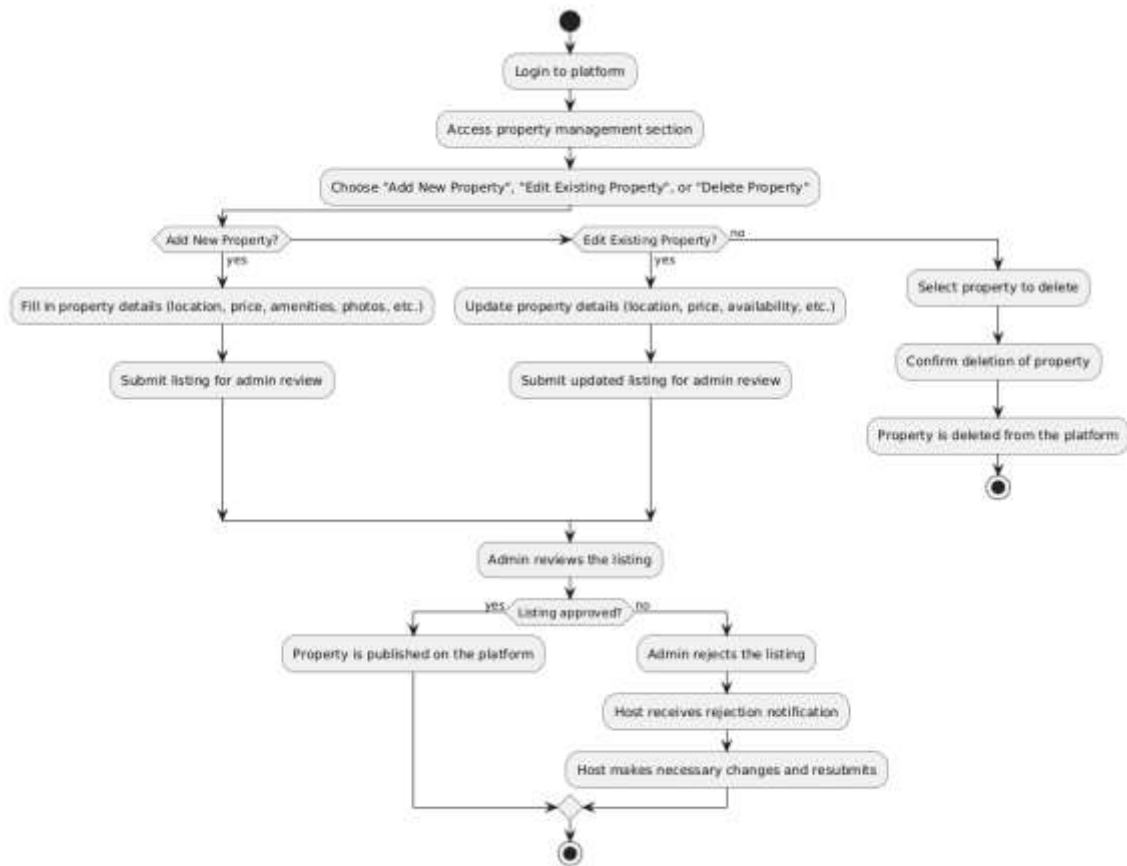 Login to platform
Access property management section
Choose "Add New Property", "Edit Existing Property", or "Delete Property"
Add New Property?
yes
Edit Existing Property?
yes
no
Fill in property details (location, price, amenities, photos, etc.)
Submit listing for admin review
Update property details (location, price, availability, etc.)
Submit updated listing for admin review
Select property to delete
Confirm deletion of property
Property is deleted from the platform
Admin reviews the listing
yes
Listing approved?
no
Property is published on the platform
Admin rejects the listing
Host receives rejection notification
Host makes necessary changes and resubmits